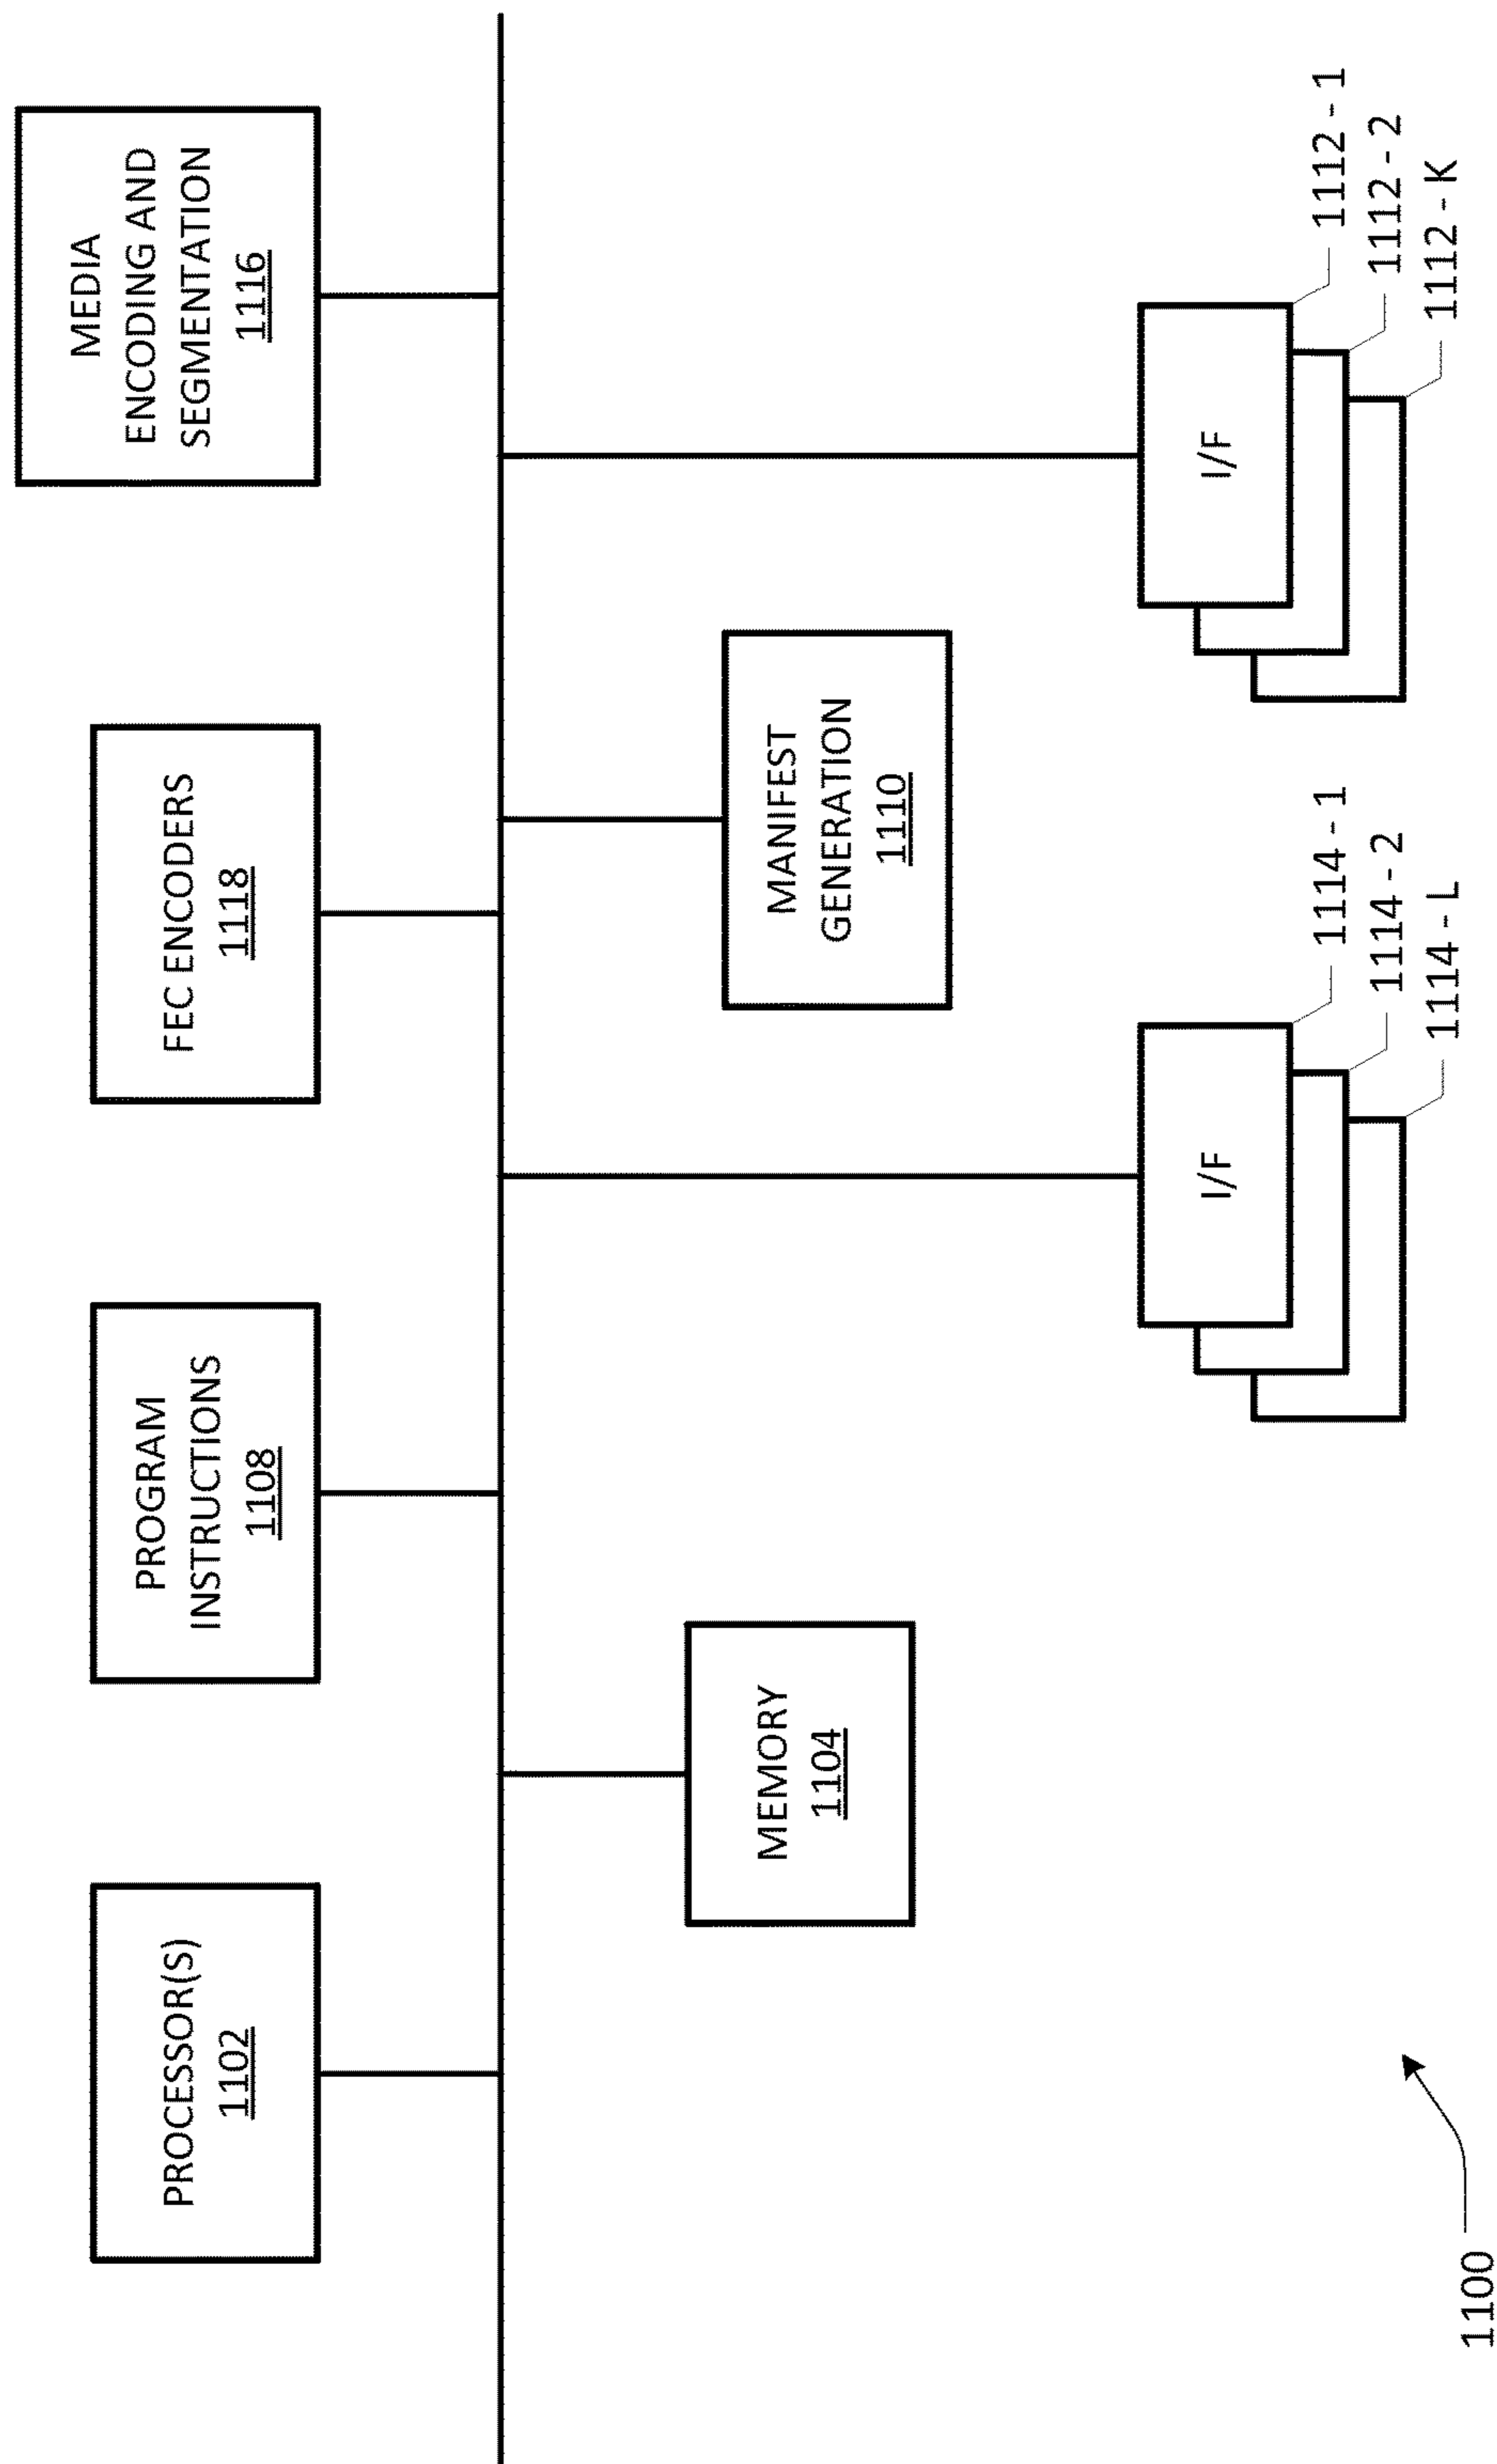 PROCESSOR(S)
1102
PROGRAM
INSTRUCTIONS
1108
FEC ENCODERS
1118
MEDIA
ENCODING AND
SEGMENTATION
1116
MEMORY
1104
MANIFEST
GENERATION
1110
I/F
1114 - 1
1114 - 2
1114 - L
I/F
1112 - 1
1112 - 2
1112 - K
1100